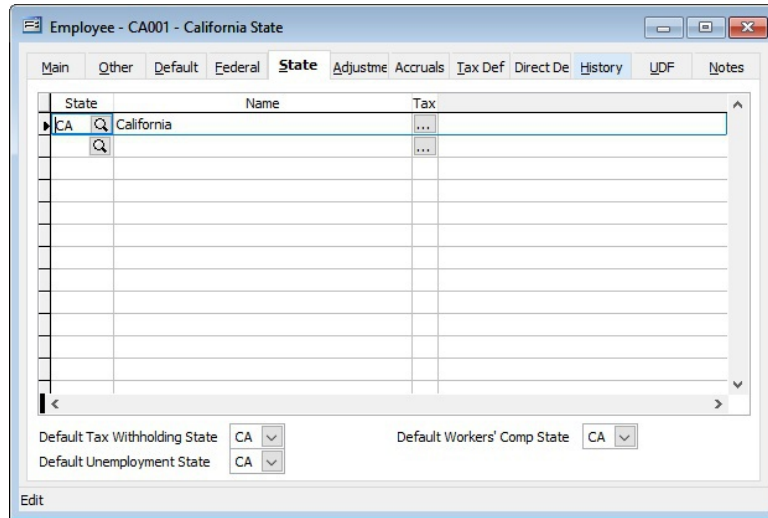 Employee - CA001 - California State
Main Other Default Federal State Adjustme Accruals Tax Def Direct De History UDF Notes
State Name Tax
CA California ...
...
Default Tax Withholding State CA Default Workers' Comp State CA
Default Unemployment State CA
Edit